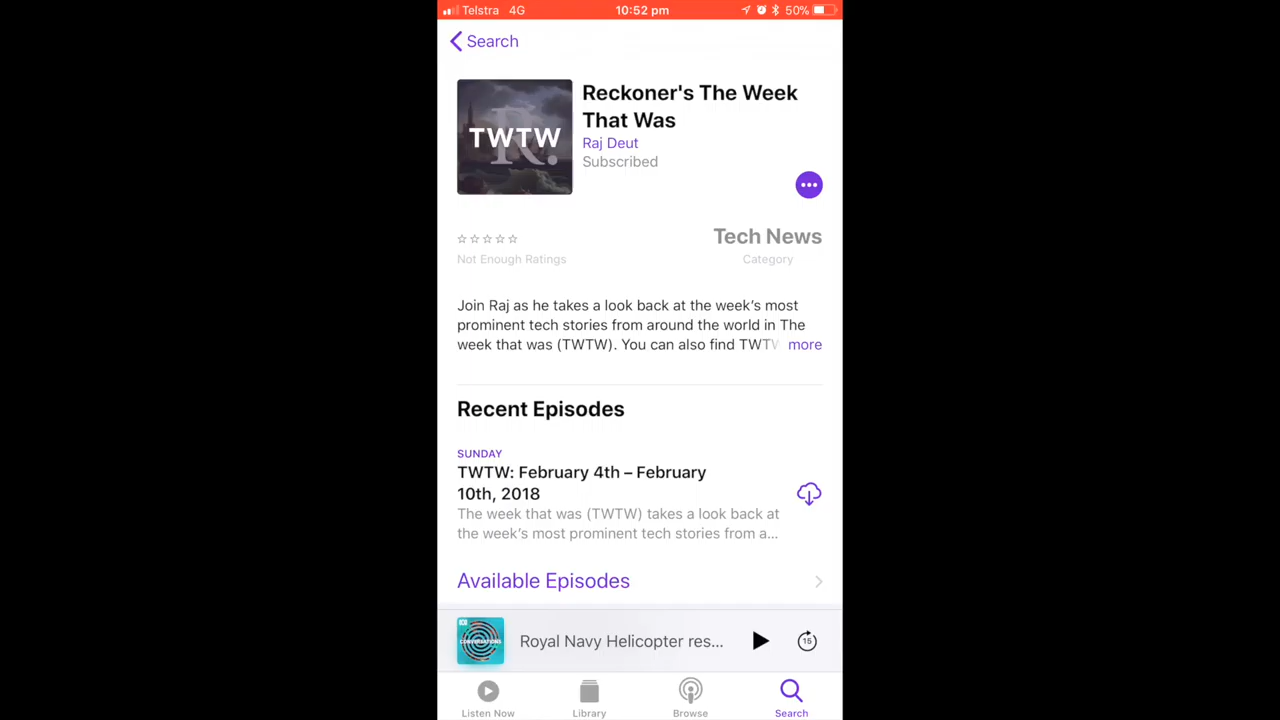 Telstra 4G 10:52 pm 50%
Search
TWTW
R.
Reckoner's The Week
That Was
Raj Deut
Subscribed
Tech News
Not Enough Ratings
Category
Join Raj as he takes a look back at the week's most
prominent tech stories from around the world in The
week that was (TWTW). You can also find TWTW more
Recent Episodes
SUNDAY
TWTW: February 4th – February
10th, 2018
The week that was (TWTW) takes a look back at
the week's most prominent tech stories from a...
Available Episodes
CONVERSATIONS
Royal Navy Helicopter res...
15
Listen Now
Library
Browse
Search